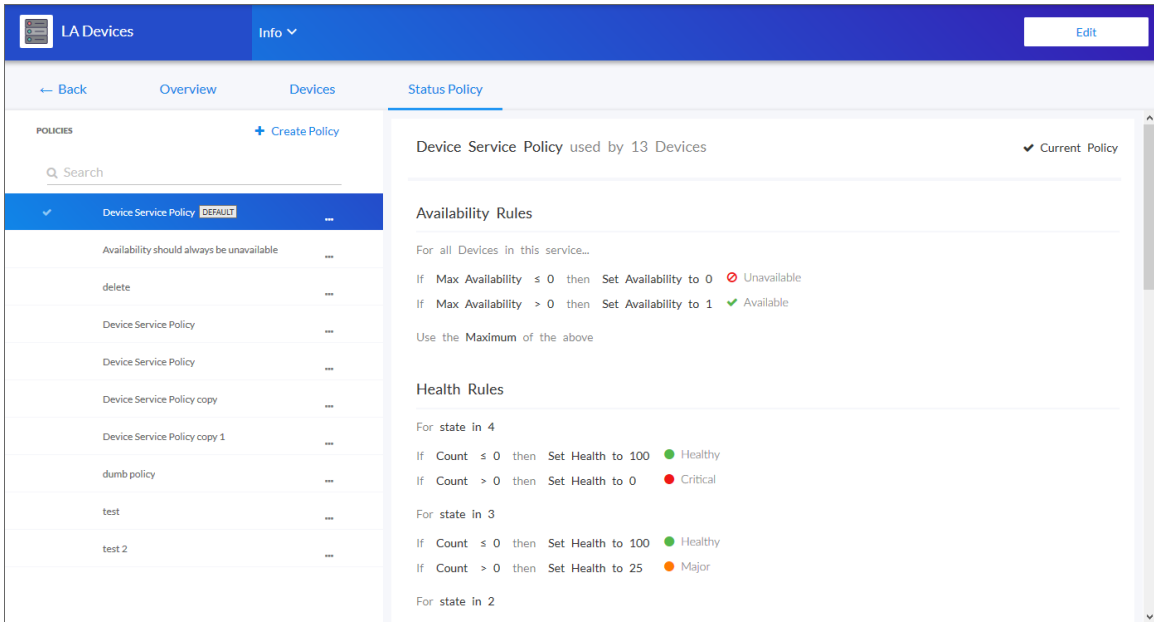 LA Devices
Info
Edit
← Back
Overview
Devices
Status Policy
POLICIES
+ Create Policy
Search
Device Service Policy DEFAULT ...
Availability should always be unavailable ...
delete ...
Device Service Policy ...
Device Service Policy ...
Device Service Policy copy ...
Device Service Policy copy 1 ...
dumb policy ...
test ...
test 2 ...
Device Service Policy used by 13 Devices
Current Policy
Availability Rules
For all Devices in this service...
If Max Availability ≤ 0 then Set Availability to 0 Unavailable
If Max Availability > 0 then Set Availability to 1 Available
Use the Maximum of the above
Health Rules
For state in 4
If Count ≤ 0 then Set Health to 100 Healthy
If Count > 0 then Set Health to 0 Critical
For state in 3
If Count ≤ 0 then Set Health to 100 Healthy
If Count > 0 then Set Health to 25 Major
For state in 2